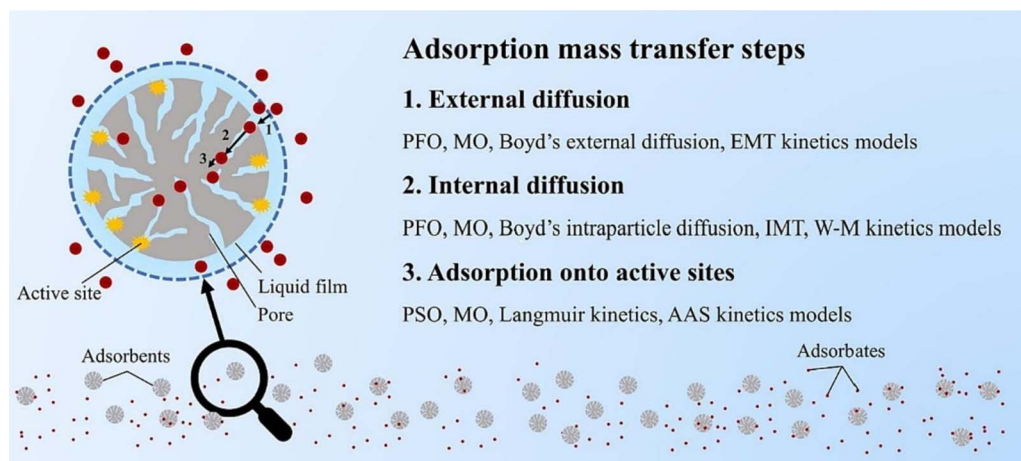 Adsorption mass transfer steps
1. External diffusion
PFO, MO, Boyd's external diffusion, EMT kinetics models
2. Internal diffusion
PFO, MO, Boyd's intraparticle diffusion, IMT, W-M kinetics models
3. Adsorption onto active sites
PSO, MO, Langmuir kinetics, AAS kinetics models
1
2
3
Active site
Liquid film
Pore
Adsorbents
Adsorbates